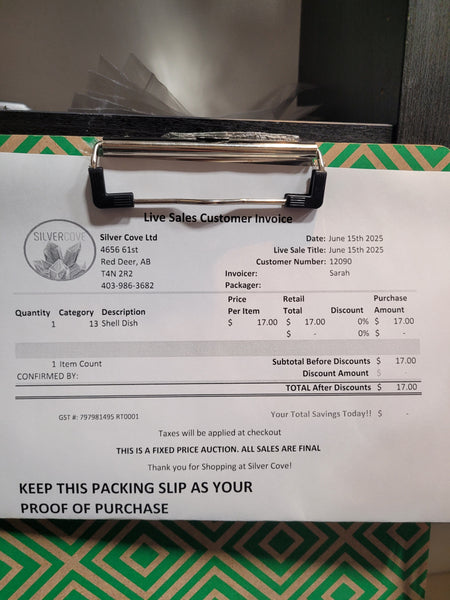 Live Sales Customer Invoice
SILVERCOVE
Silver Cove Ltd
4656 61st
Red Deer, AB
T4N 2R2
403-986-3682
Date: June 15th 2025
Live Sale Title: June 15th 2025
Customer Number: 12090
Invoicer: Sarah
Packager:
Quantity Category Description Price Per Item Retail Total Discount Purchase Amount
1 13 Shell Dish $ 17.00 $ 17.00 0% $ 17.00
$ - 0% $ -
1 Item Count Subtotal Before Discounts $ 17.00
CONFIRMED BY: Discount Amount $ -
TOTAL After Discounts $ 17.00
GST #: 797981495 RT0001 Your Total Savings Today!! $ -
Taxes will be applied at checkout
THIS IS A FIXED PRICE AUCTION. ALL SALES ARE FINAL
Thank you for Shopping at Silver Cove!
KEEP THIS PACKING SLIP AS YOUR
PROOF OF PURCHASE